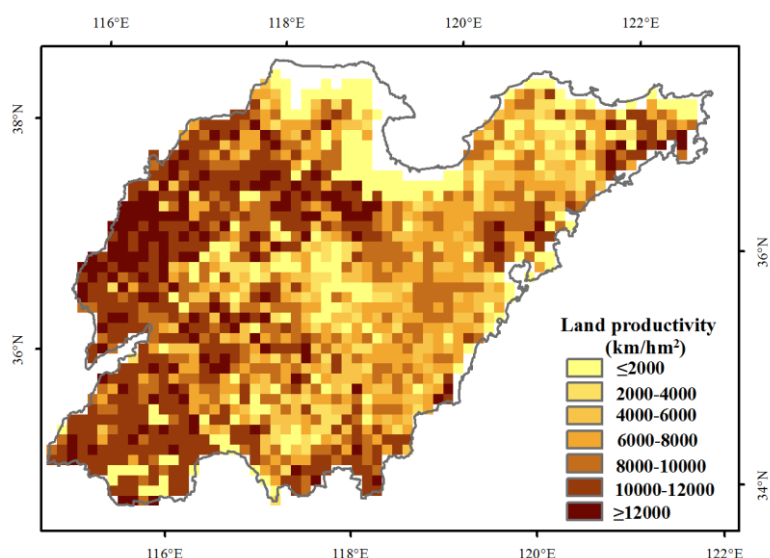 116°E 118°E 120°E 122°E
38°N
36°N
36°N
34°N
Land productivity
(km/hm²)
≤2000
2000-4000
4000-6000
6000-8000
8000-10000
10000-12000
≥12000
116°E 118°E 120°E 122°E